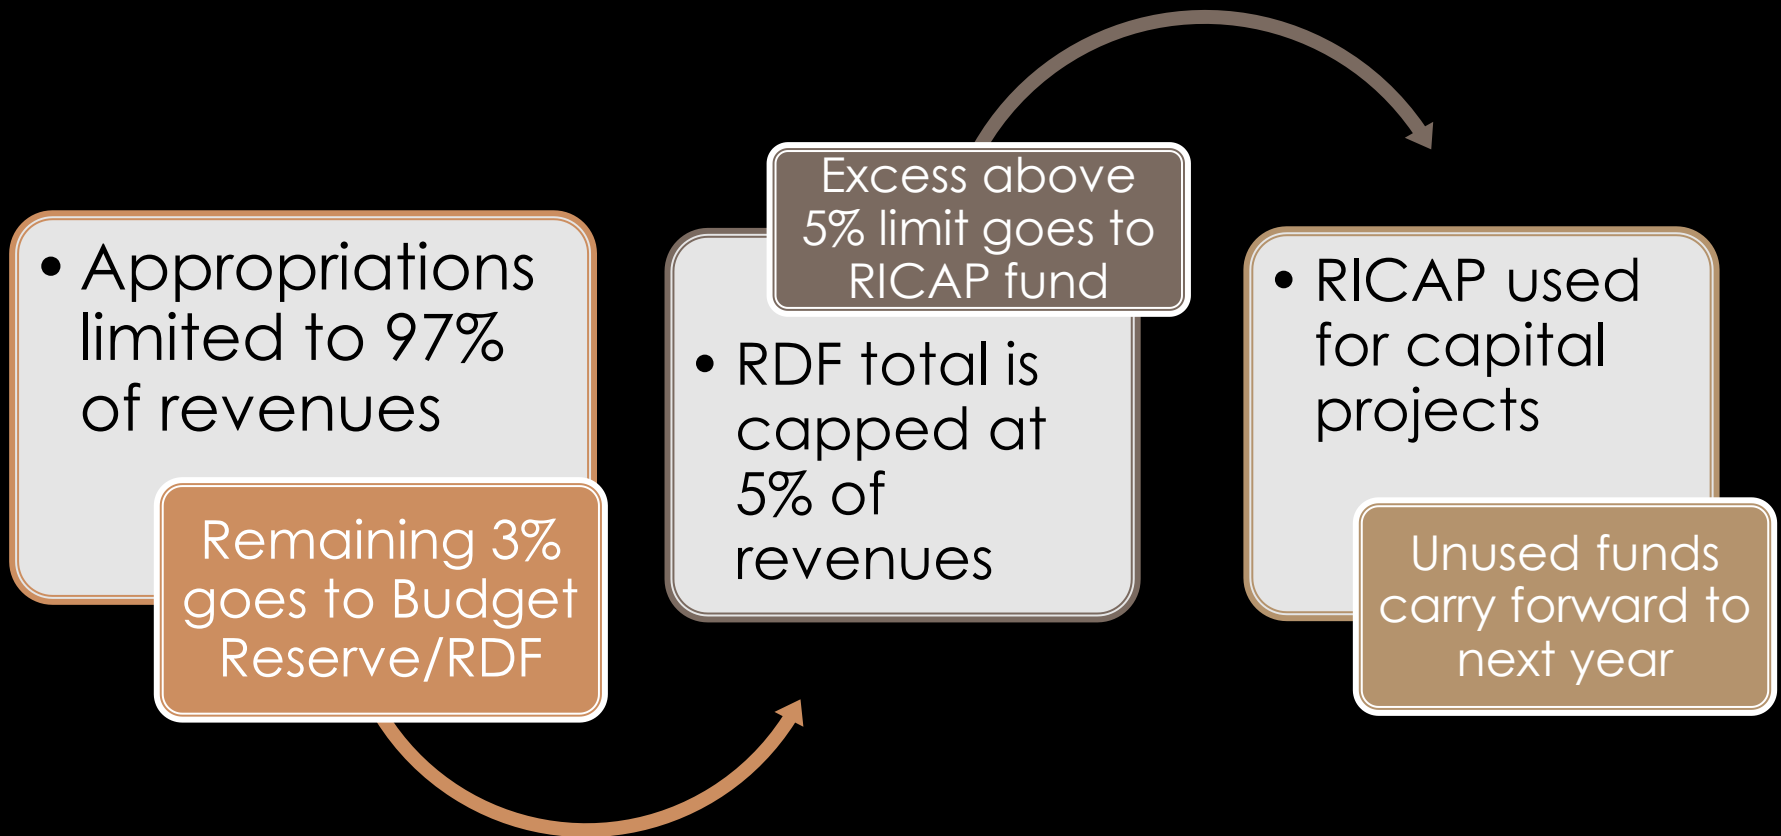 • Appropriations
limited to 97%
of revenues
Remaining 3%
goes to Budget
Reserve/RDF
Excess above
5% limit goes to
RICAP fund
• RDF total is
capped at
5% of
revenues
• RICAP used
for capital
projects
Unused funds
carry forward to
next year